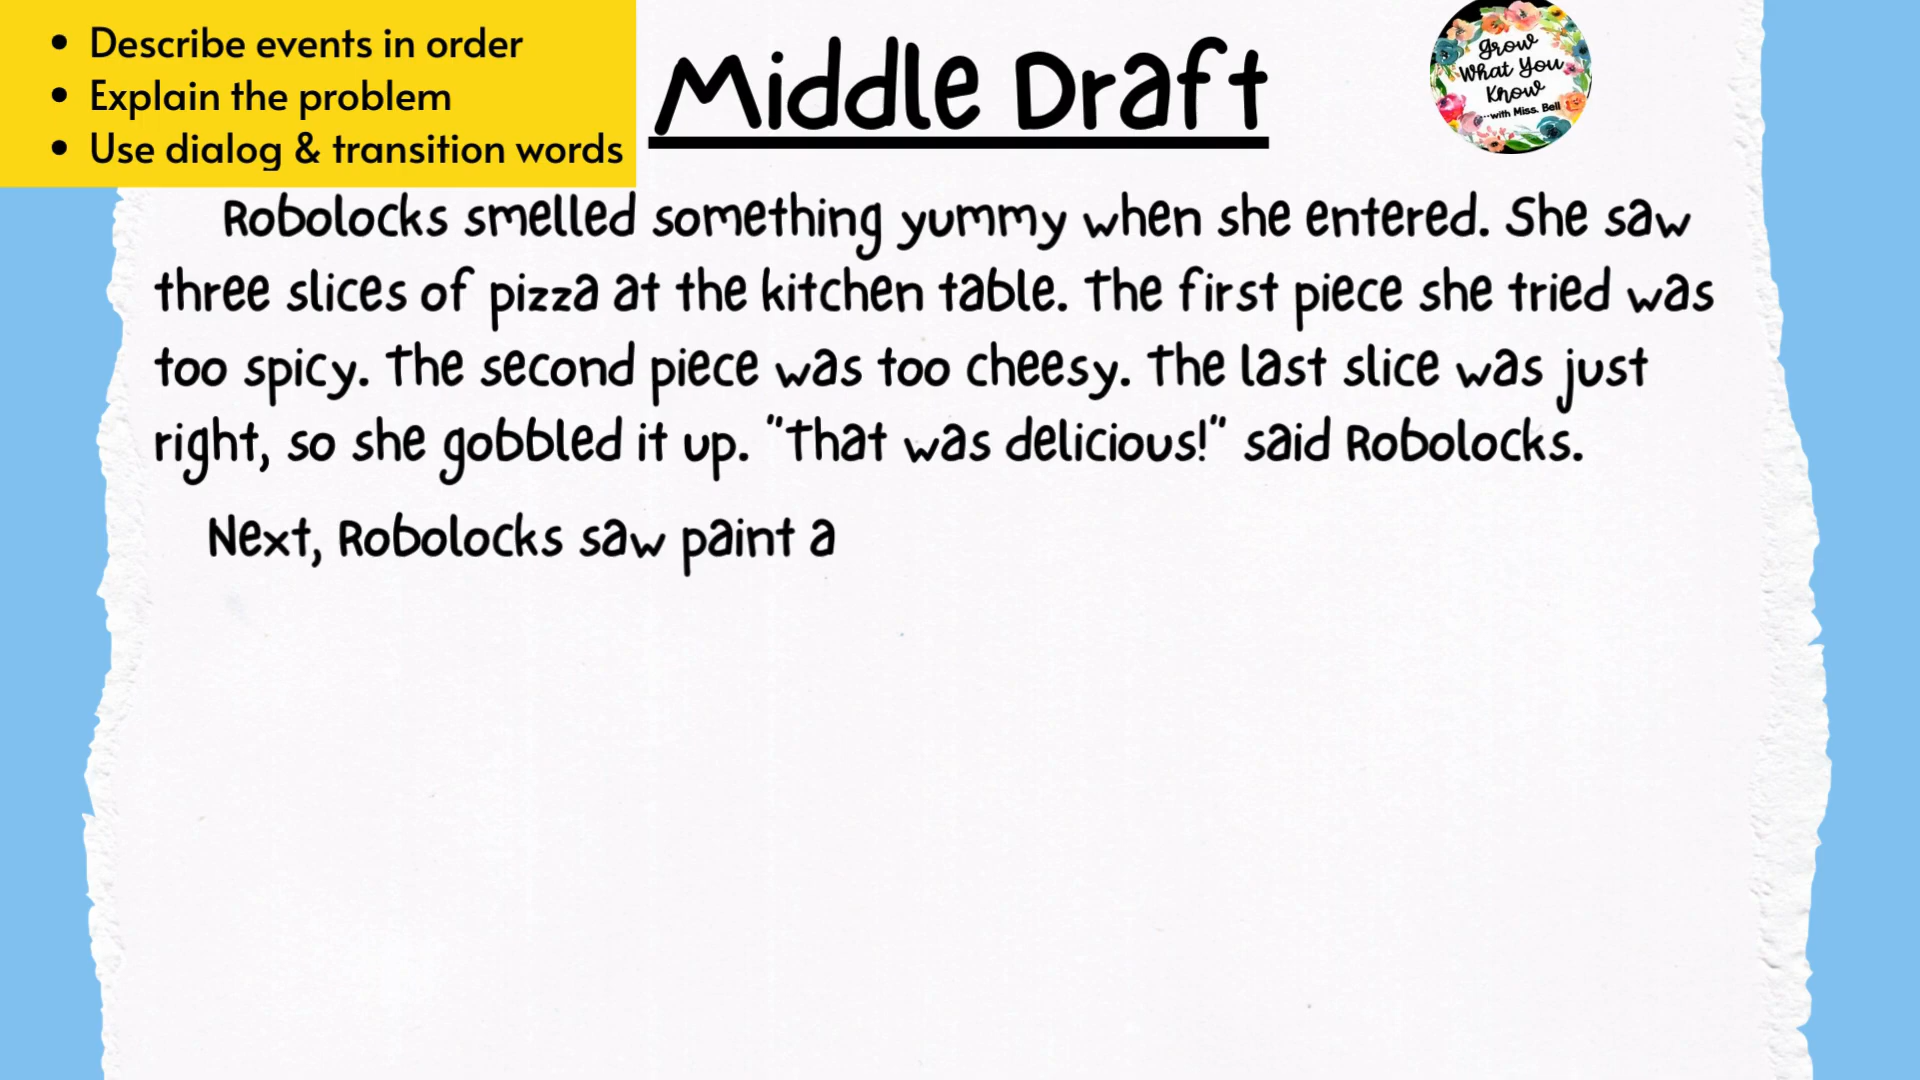 • Describe events in order
• Explain the problem
• Use dialog & transition words
Middle Draft
Grow
What You
Know
...with Miss. Bell
Robolocks smelled something yummy when she entered. She saw
three slices of pizza at the kitchen table. The first piece she tried was
too spicy. The second piece was too cheesy. The last slice was just
right, so she gobbled it up. "That was delicious!" said Robolocks.
Next, Robolocks saw paint a